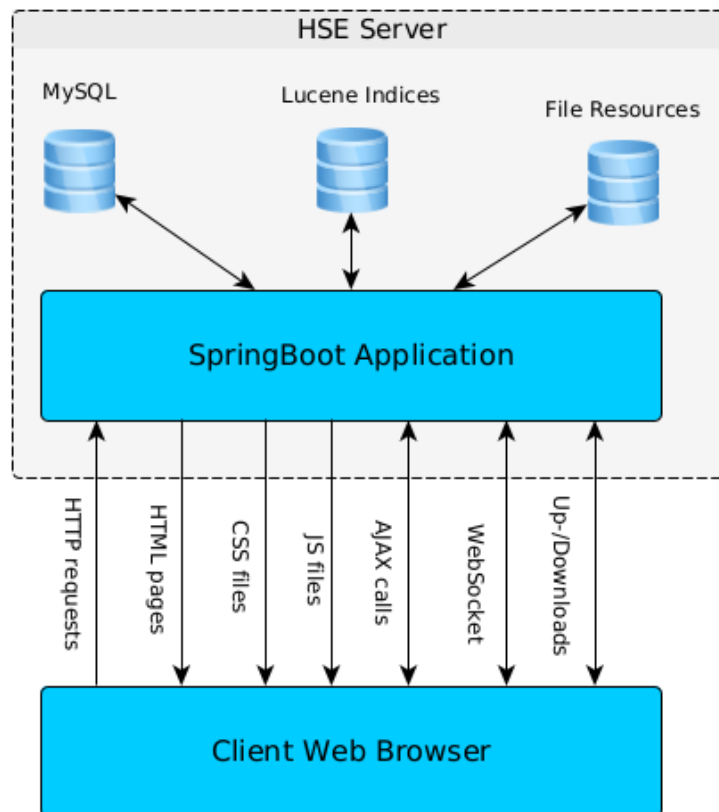 HSE Server
MySQL
Lucene Indices
File Resources
SpringBoot Application
HTTP requests
HTML pages
CSS files
JS files
AJAX calls
WebSocket
Up-/Downloads
Client Web Browser